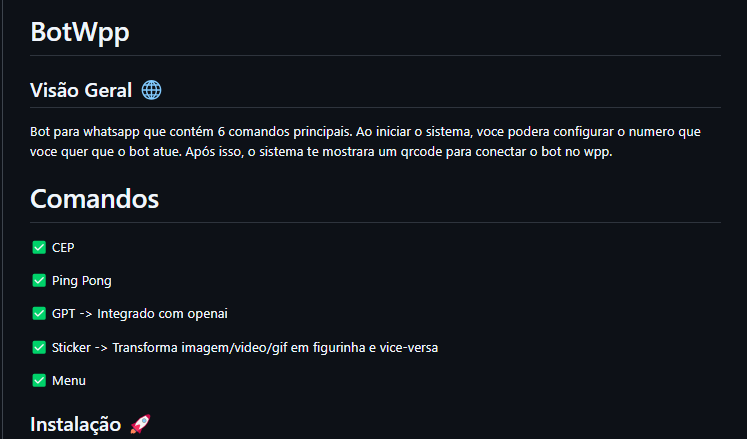 BotWpp
Visão Geral 🌐
Bot para whatsapp que contém 6 comandos principais. Ao iniciar o sistema, voce podera configurar o numero que
voce quer que o bot atue. Após isso, o sistema te mostrara um qrcode para conectar o bot no wpp.
Comandos
✅ CEP
✅ Ping Pong
✅ GPT -> Integrado com openai
✅ Sticker -> Transforma imagem/video/gif em figurinha e vice-versa
✅ Menu
Instalação 🚀